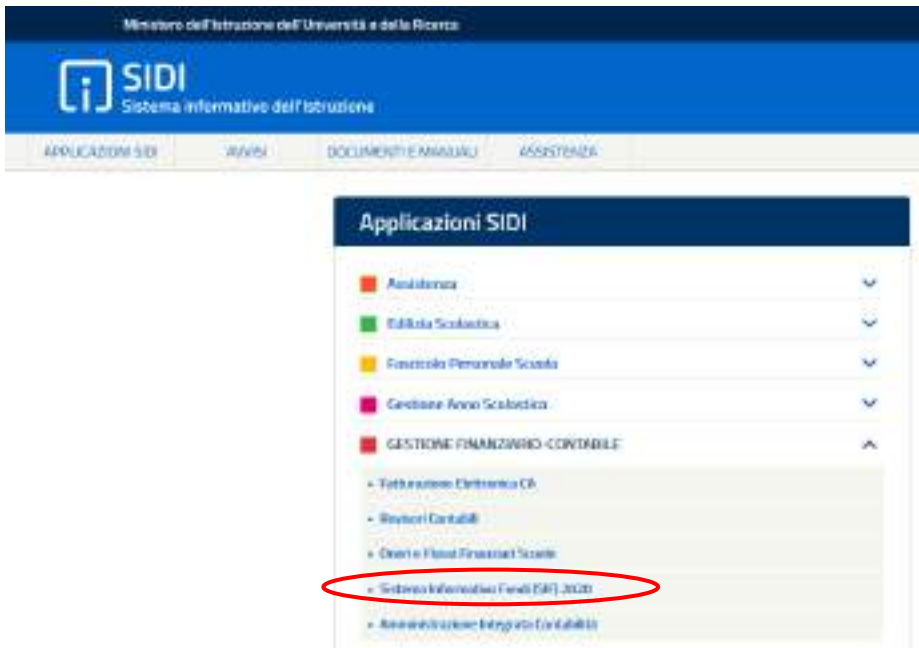 Ministero dell'Istruzione dell'Università e della Ricerca
SIDI
Sistema informativo dell'Istruzione
APPLICAZIONI SIDI AVVISI DOCUMENTI E MANUALI ASSISTENZA
Applicazioni SIDI
Assistenza
Edilizia Scolastica
Fascicolo Personale Scuola
Gestione Anno Scolastico
GESTIONE FINANZIARIO-CONTABILE
Fatturazione Elettronica CA
Revisori Contabili
Oneri e Flussi Finanziari Scuole
Sistema Informativo Fondi (SIF) 2020
Amministrazione Integrata Contabilità